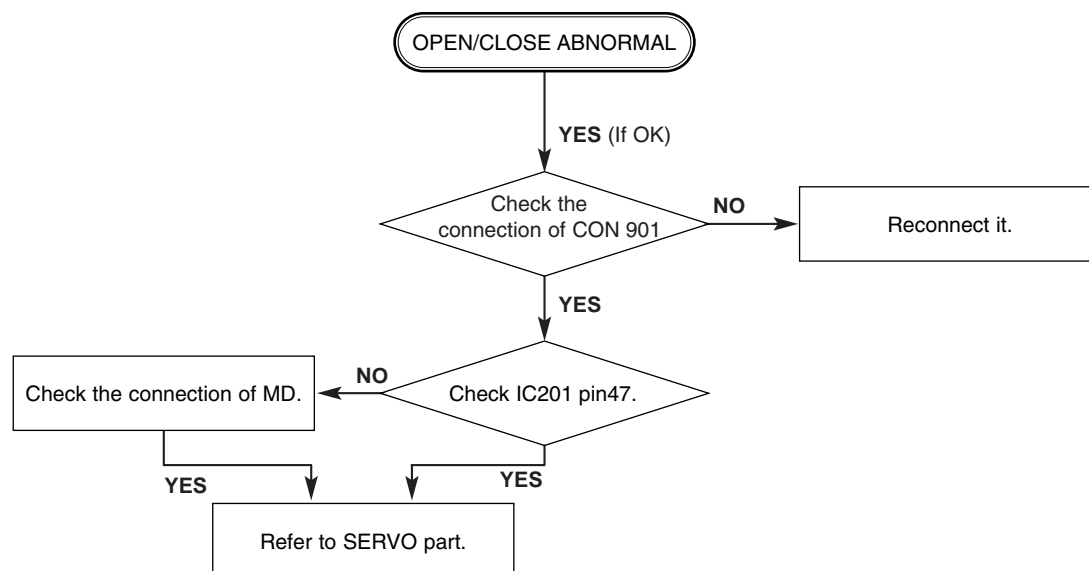 OPEN/CLOSE ABNORMAL
YES (If OK)
Check the
connection of CON 901
NO
Reconnect it.
YES
Check the connection of MD.
NO
Check IC201 pin47.
YES
YES
Refer to SERVO part.